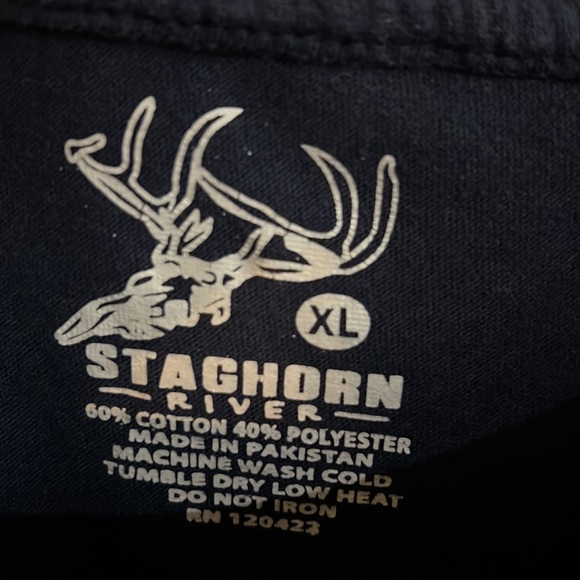 XL
STAGHORN
RIVER
60% COTTON 40% POLYESTER
MADE IN PAKISTAN
MACHINE WASH COLD
TUMBLE DRY LOW HEAT
DO NOT IRON
RN 120423